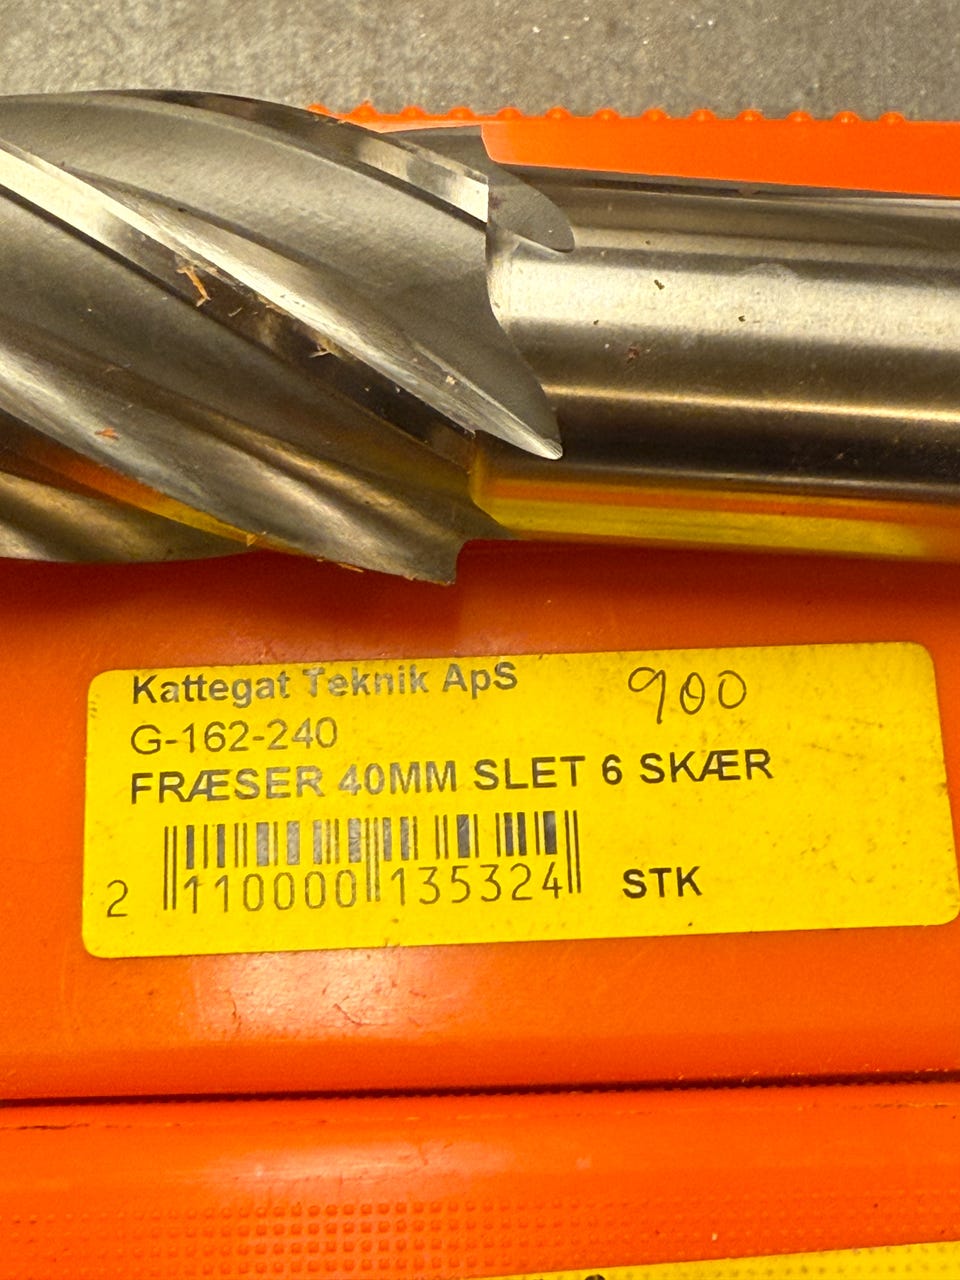 Kattegat Teknik ApS
900
G-162-240
FRÆSER 40MM SLET 6 SKÆR
2 110000 135324
STK